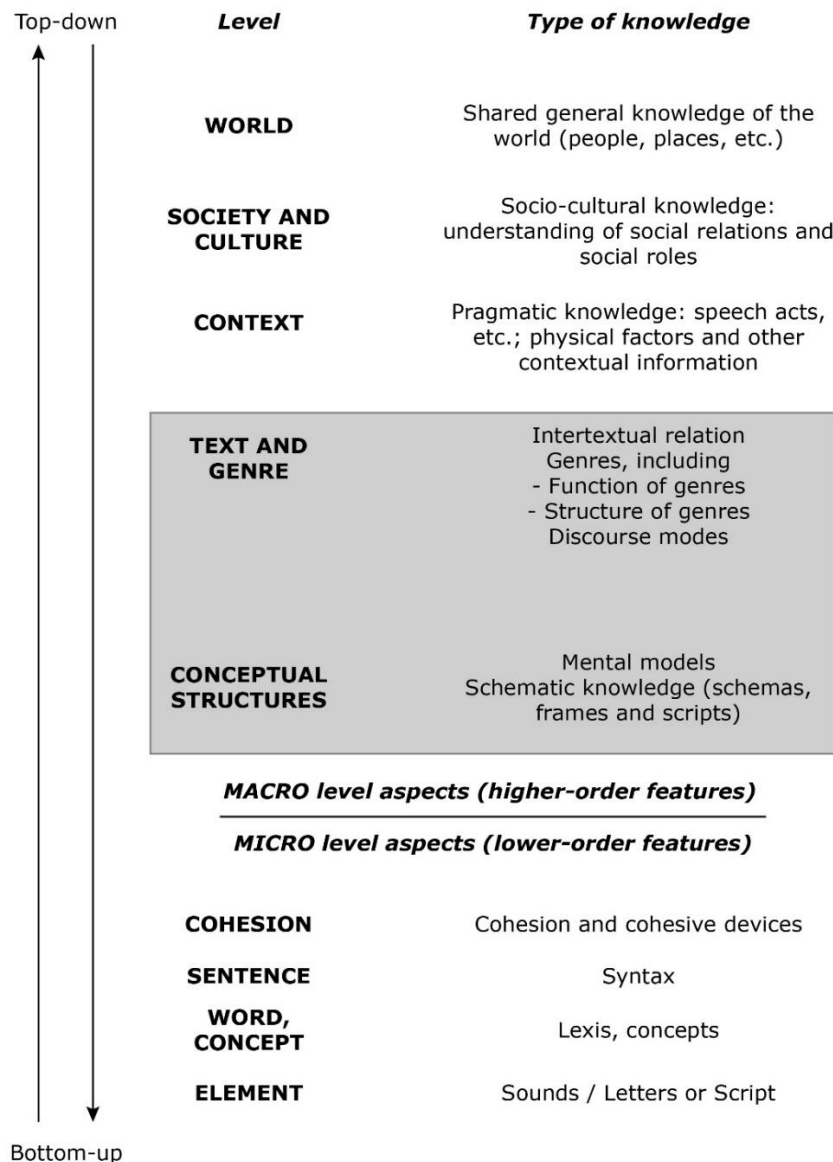 Top-down Level Type of knowledge
WORLD
Shared general knowledge of the
world (people, places, etc.)
SOCIETY AND
CULTURE
Socio-cultural knowledge:
understanding of social relations and
social roles
CONTEXT
Pragmatic knowledge: speech acts,
etc.; physical factors and other
contextual information
TEXT AND
GENRE
Intertextual relation
Genres, including
- Function of genres
- Structure of genres
Discourse modes
CONCEPTUAL
STRUCTURES
Mental models
Schematic knowledge (schemas,
frames and scripts)
MACRO level aspects (higher-order features)
MICRO level aspects (lower-order features)
COHESION Cohesion and cohesive devices
SENTENCE Syntax
WORD,
CONCEPT
Lexis, concepts
ELEMENT Sounds / Letters or Script
Bottom-up